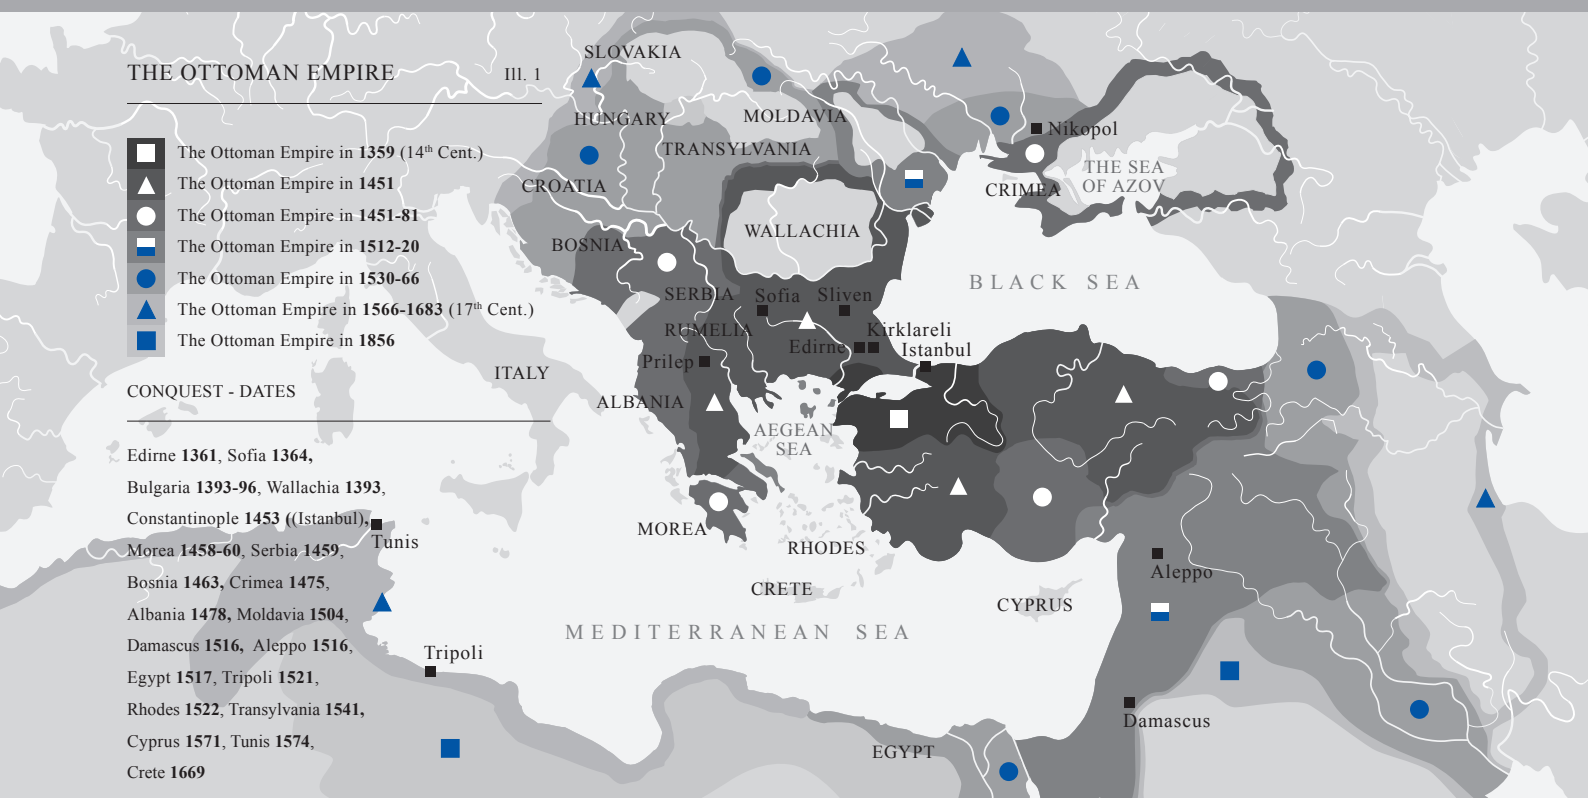 THE OTTOMAN EMPIRE Ill. 1
The Ottoman Empire in 1359 (14th Cent.)
The Ottoman Empire in 1451
The Ottoman Empire in 1451-81
The Ottoman Empire in 1512-20
The Ottoman Empire in 1530-66
The Ottoman Empire in 1566-1683 (17th Cent.)
The Ottoman Empire in 1856
CONQUEST - DATES
Edirne 1361, Sofia 1364,
Bulgaria 1393-96, Wallachia 1393,
Constantinople 1453 ((Istanbul),
Morea 1458-60, Serbia 1459,
Bosnia 1463, Crimea 1475,
Albania 1478, Moldavia 1504,
Damascus 1516, Aleppo 1516,
Egypt 1517, Tripoli 1521,
Rhodes 1522, Transylvania 1541,
Cyprus 1571, Tunis 1574,
Crete 1669
SLOVAKIA
HUNGARY
MOLDAVIA
TRANSYLVANIA
CROATIA
Nikopol
THE SEA
OF AZOV
CRIMEA
BOSNIA
WALLACHIA
BLACK SEA
SERBIA
Sofia
Sliven
RUMELIA
Kirklareli
Edirne
Istanbul
Prilep
ITALY
ALBANIA
AEGEAN
SEA
MOREA
RHODES
Tunis
CRETE
CYPRUS
Aleppo
MEDITERRANEAN SEA
Tripoli
Damascus
EGYPT